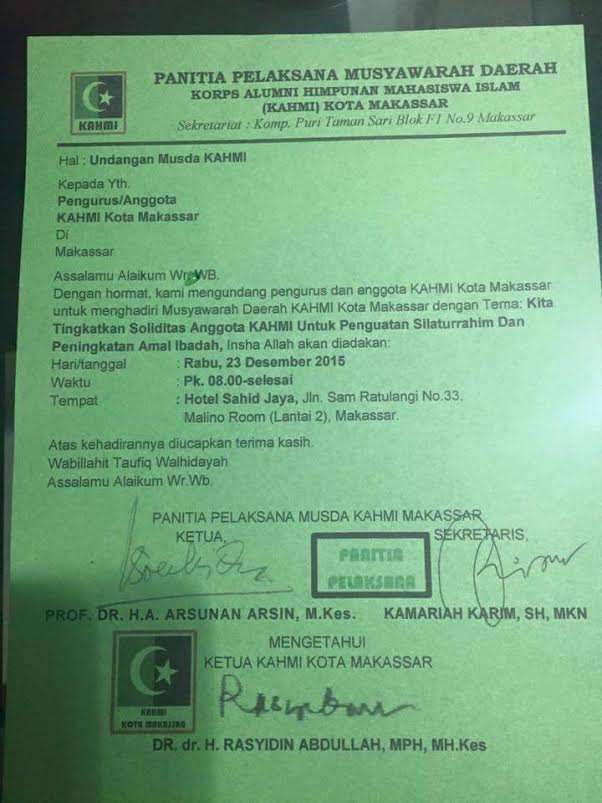 PANITIA PELAKSANA MUSYAWARAH DAERAH
KORPS ALUMNI HIMPUNAN MAHASISWA ISLAM
(KAHMI) KOTA MAKASSAR
Sekretariat : Komp. Puri Taman Sari Blok F1 No.9 Makassar
KAHMI
Hal : Undangan Musda KAHMI
Kepada Yth.
Pengurus/Anggota
KAHMI Kota Makassar
Di
Makassar
Assalamu Alaikum Wr.WB.
Dengan hormat, kami mengundang pengurus dan anggota KAHMI Kota Makassar
untuk menghadiri Musyawarah Daerah KAHMI Kota Makassar dengan Tema: Kita
Tingkatkan Soliditas Anggota KAHMI Untuk Penguatan Silaturrahim Dan
Peningkatan Amal Ibadah, Insha Allah akan diadakan:
Hari/tanggal : Rabu, 23 Desember 2015
Waktu : Pk. 08.00-selesai
Tempat : Hotel Sahid Jaya, Jln. Sam Ratulangi No.33,
Malino Room (Lantai 2), Makassar.
Atas kehadirannya diucapkan terima kasih.
Wabillahit Taufiq Walhidayah
Assalamu Alaikum Wr.Wb.
PANITIA PELAKSANA MUSDA KAHMI MAKASSAR
KETUA, SEKRETARIS,
PANITIA
PELAKSANA
PROF. DR. H.A. ARSUNAN ARSIN, M.Kes. KAMARIAH KARIM, SH, MKN
MENGETAHUI
KETUA KAHMI KOTA MAKASSAR
KAHMI
KOTA MAKASSAR
DR. dr. H. RASYIDIN ABDULLAH, MPH, MH.Kes